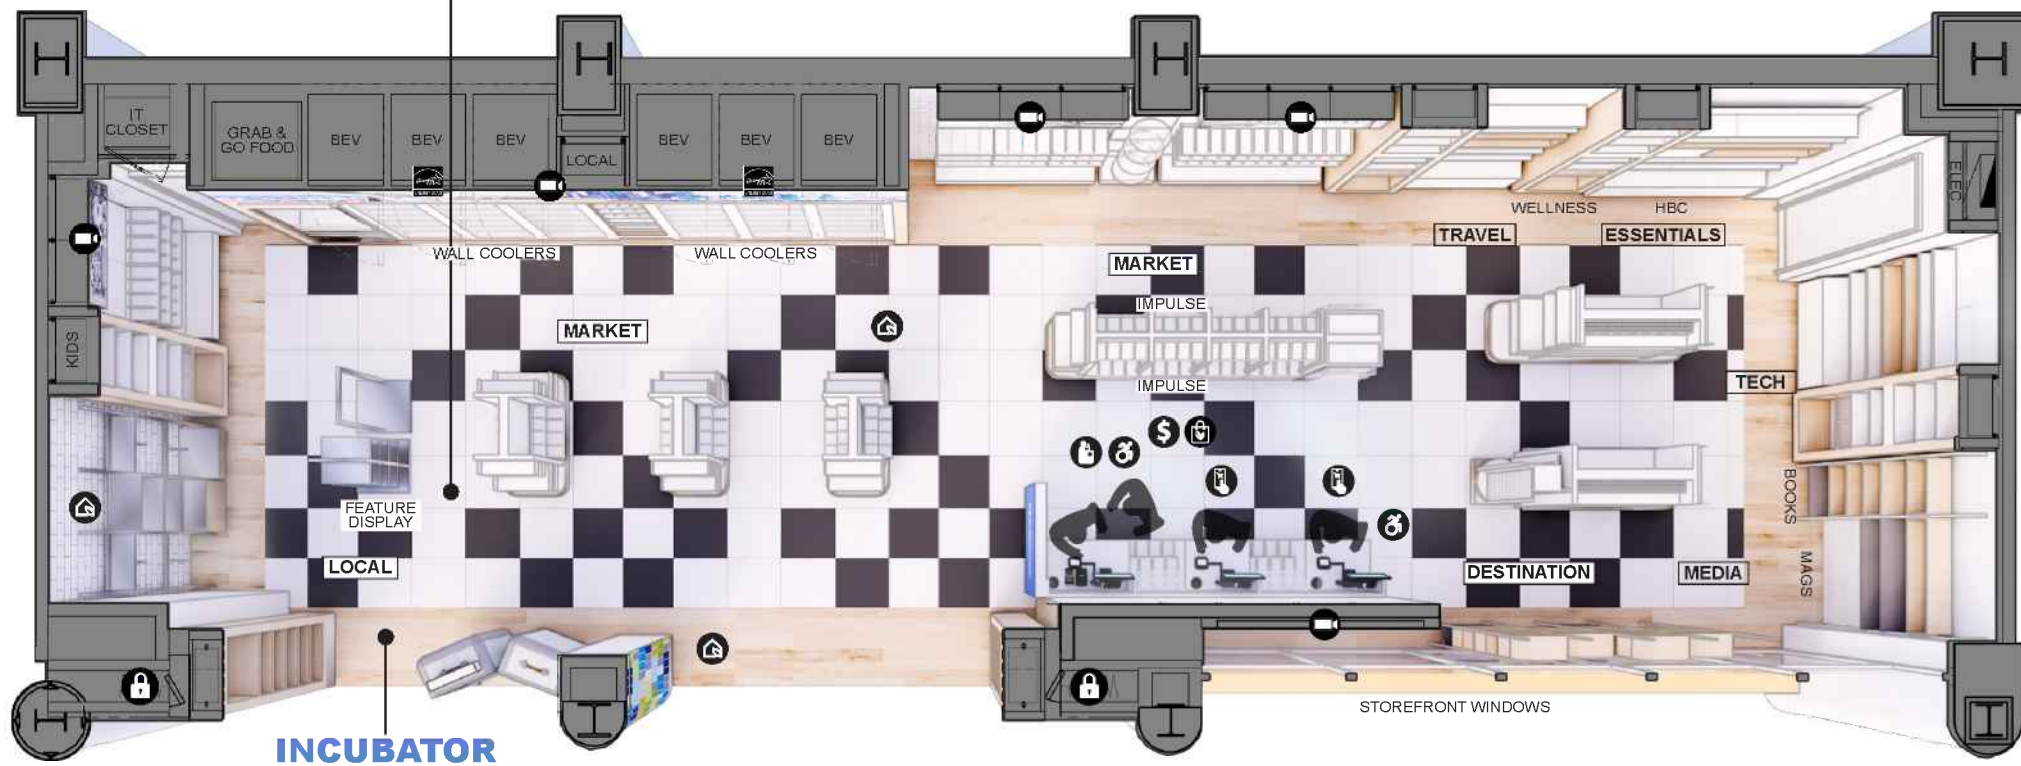 IT
CLOSET
GRAB &
GO FOOD
BEV
BEV
BEV
LOCAL
BEV
BEV
BEV
ELEC
WELLNESS
HBC
TRAVEL
ESSENTIALS
WALL COOLERS
WALL COOLERS
MARKET
IMPULSE
MARKET
KIDS
IMPULSE
TECH
$
BOOKS
FEATURE
DISPLAY
LOCAL
DESTINATION
MEDIA
MAGS
STOREFRONT WINDOWS
INCUBATOR